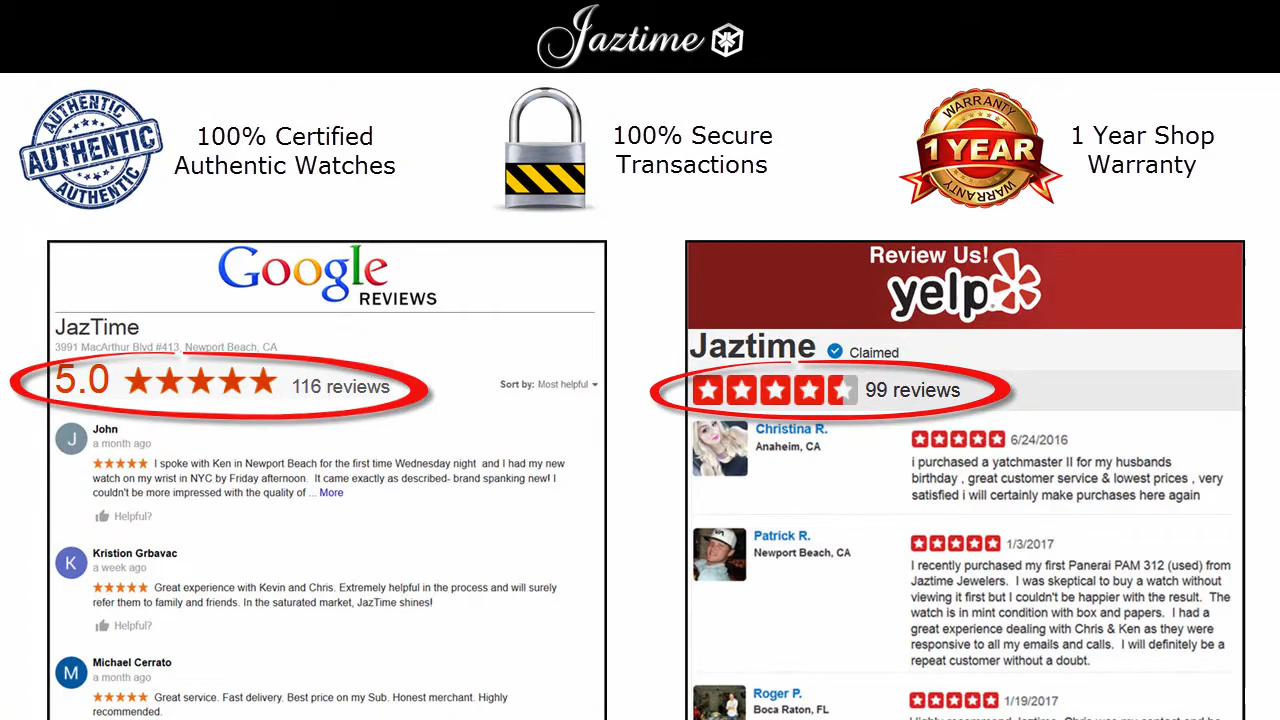 Jaztime
AUTHENTIC
AUTHENTIC
AUTHENTIC
100% Certified
Authentic Watches
100% Secure
Transactions
WARRANTY
1 YEAR
WARRANTY
1 Year Shop
Warranty
Google
REVIEWS
JazTime
3991 MacArthur Blvd #413, Newport Beach, CA
5.0 116 reviews
Sort by: Most helpful
J
John
a month ago
I spoke with Ken in Newport Beach for the first time Wednesday night and I had my new
watch on my wrist in NYC by Friday afternoon. It came exactly as described- brand spanking new! I
couldn't be more impressed with the quality of ... More
Helpful?
K
Kristion Grbavac
a week ago
Great experience with Kevin and Chris. Extremely helpful in the process and will surely
refer them to family and friends. In the saturated market, JazTime shines!
Helpful?
M
Michael Cerrato
a month ago
Great service. Fast delivery. Best price on my Sub. Honest merchant. Highly
recommended.
Review Us!
yelp
Jaztime Claimed
99 reviews
Christina R.
Anaheim, CA
6/24/2016
i purchased a yatchmaster II for my husbands
birthday , great customer service & lowest prices , very
satisfied i will certainly make purchases here again
Patrick R.
Newport Beach, CA
1/3/2017
I recently purchased my first Panerai PAM 312 (used) from
Jaztime Jewelers. I was skeptical to buy a watch without
viewing it first but I couldn't be happier with the result. The
watch is in mint condition with box and papers. I had a
great experience dealing with Chris & Ken as they were
responsive to all my emails and calls. I will definitely be a
repeat customer without a doubt.
Roger P.
Boca Raton, FL
1/19/2017